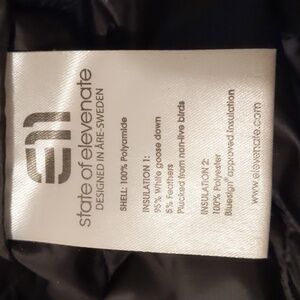 E11
state of elevenate
DESIGNED IN ÅRE-SWEDEN
SHELL: 100% Polyamide
INSULATION 1:
95% White goose down
5% Feathers
Plucked from non-live birds
INSULATION 2:
100% Polyester
Bluesign® approved Insulation
www.elevenate.com